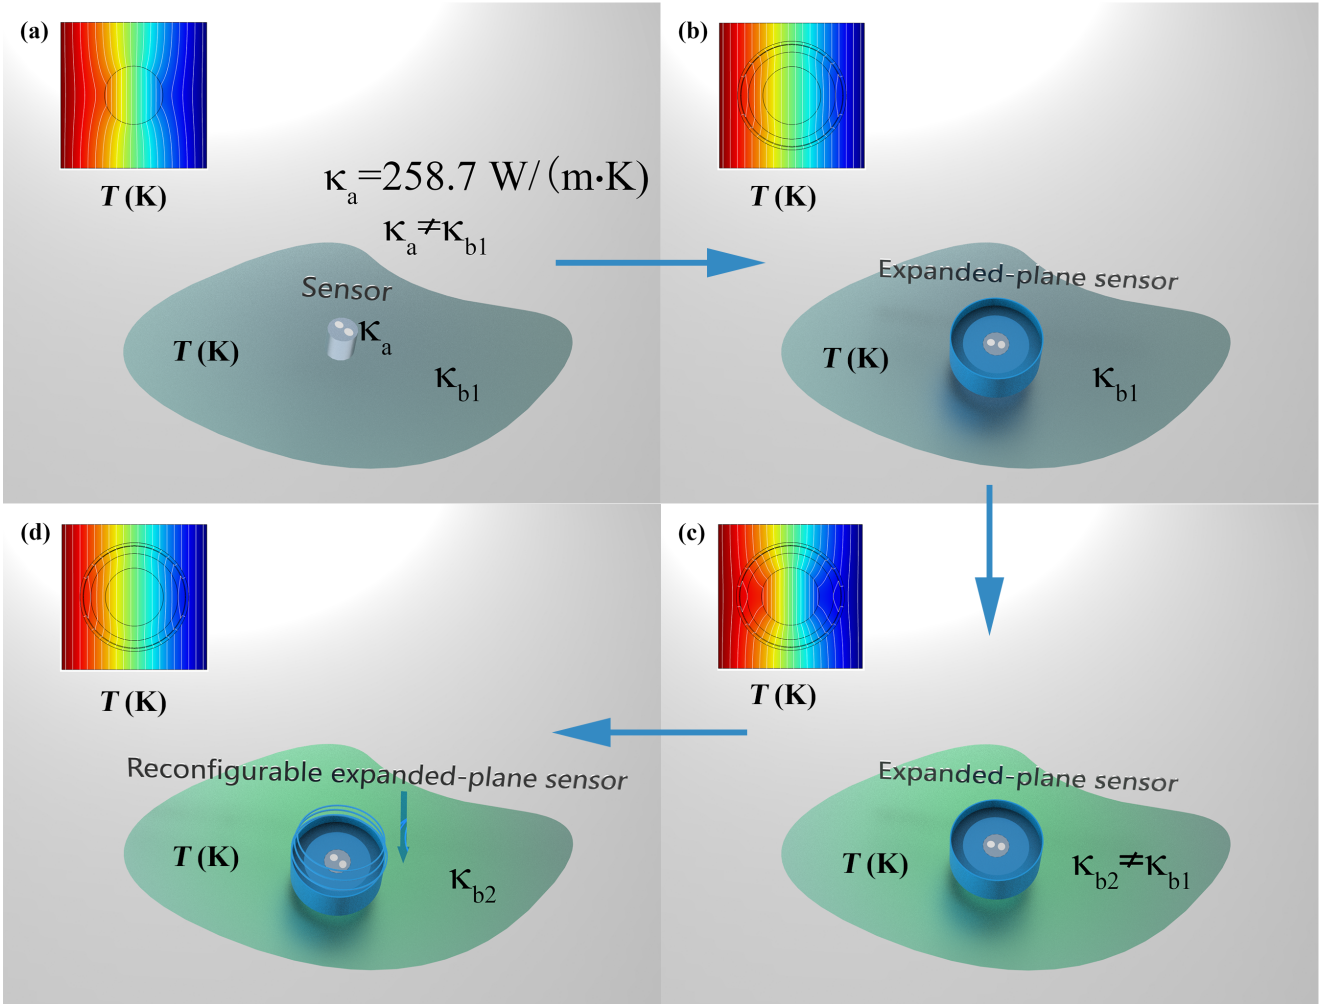 (a)
T (K)
κa=258.7 W/(m·K)
κa≠κb1
Sensor
κa
T (K)
κb1
(b)
T (K)
Expanded-plane sensor
T (K)
κb1
(d)
T (K)
Reconfigurable expanded-plane sensor
T (K)
κb2
(c)
T (K)
Expanded-plane sensor
T (K)
κb2≠κb1